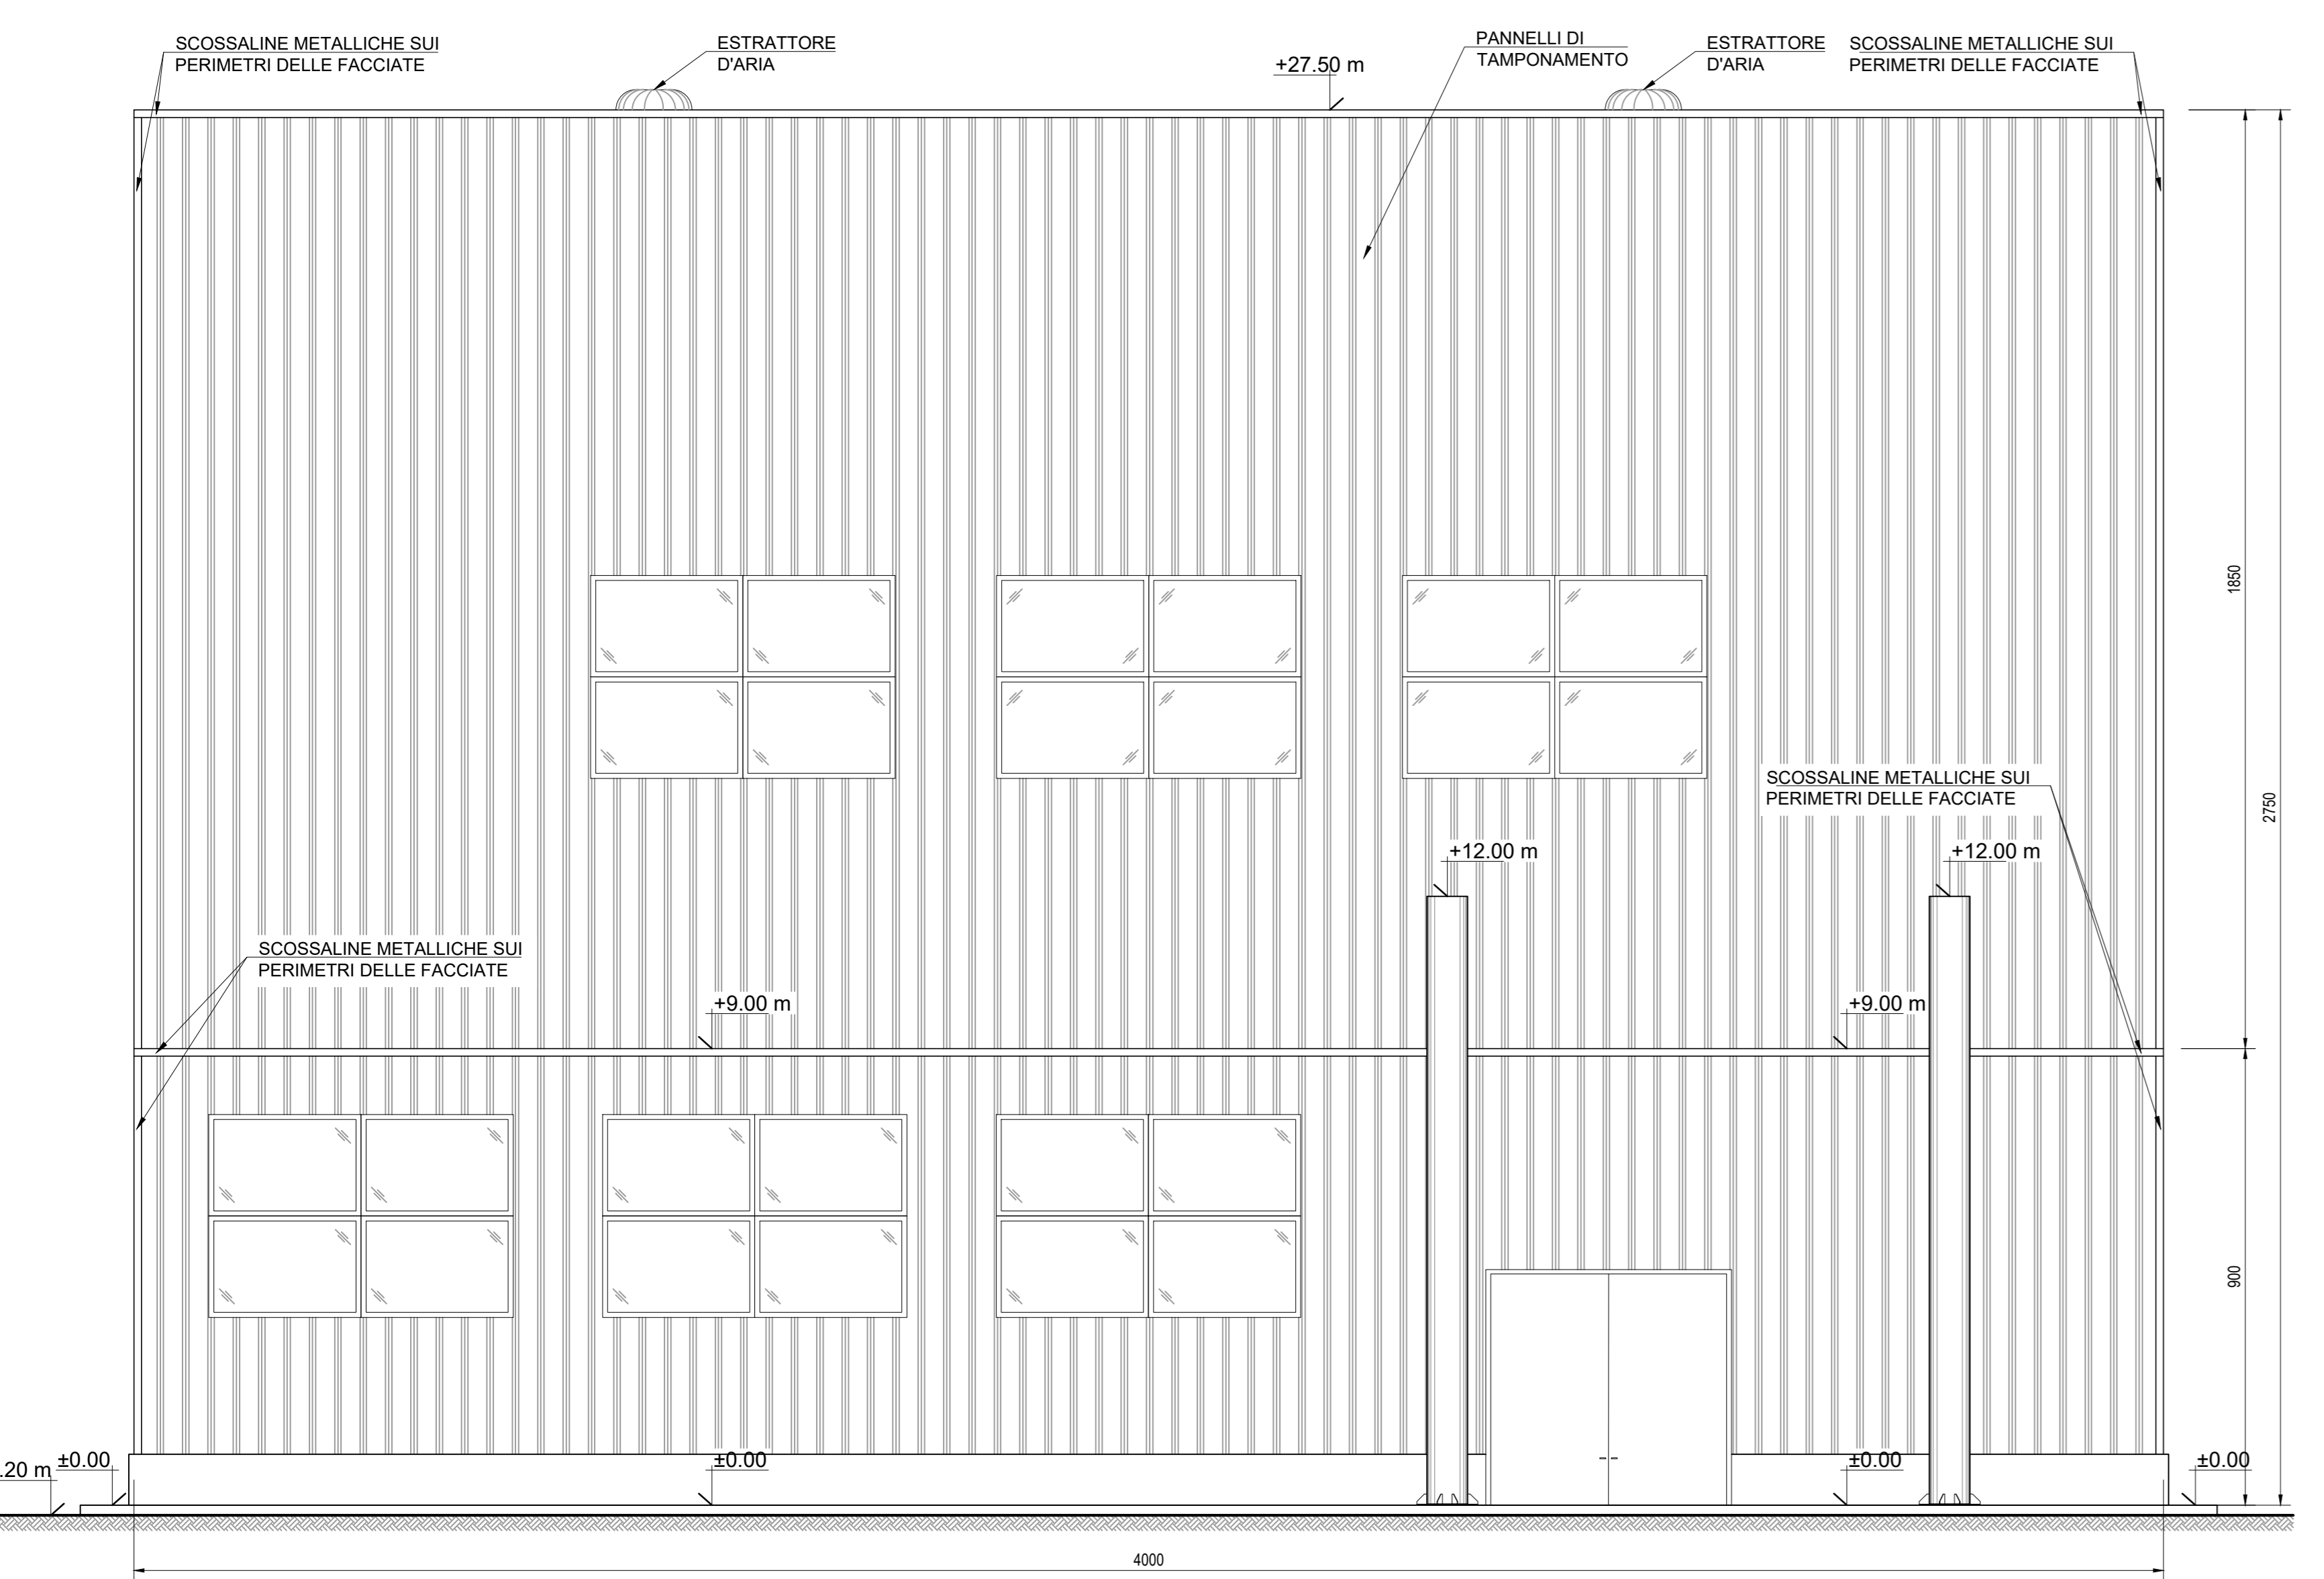 SCOSSALINE METALLICHE SUI
PERIMETRI DELLE FACCIATE
ESTRATTORE
D'ARIA
+27.50 m
PANNELLI DI
TAMPONAMENTO
ESTRATTORE
D'ARIA
SCOSSALINE METALLICHE SUI
PERIMETRI DELLE FACCIATE
1850
2750
SCOSSALINE METALLICHE SUI
PERIMETRI DELLE FACCIATE
+12.00 m
+12.00 m
SCOSSALINE METALLICHE SUI
PERIMETRI DELLE FACCIATE
+9.00 m
+9.00 m
900
.20 m
±0.00
±0.00
±0.00
±0.00
4000